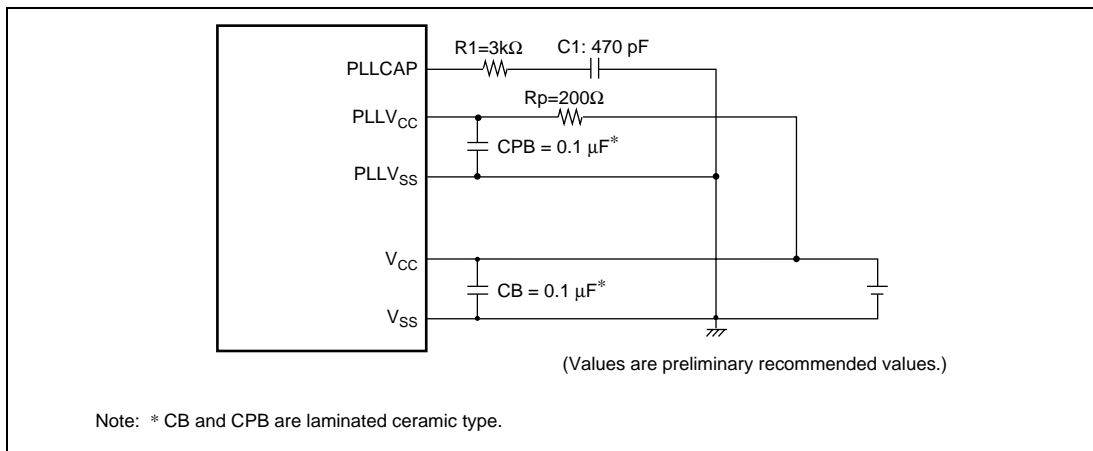 R1=3kΩ C1: 470 pF
PLLCAP
Rp=200Ω
PLLVCC
CPB = 0.1 μF*
PLLVSS
VCC
CB = 0.1 μF*
VSS
(Values are preliminary recommended values.)
Note: * CB and CPB are laminated ceramic type.